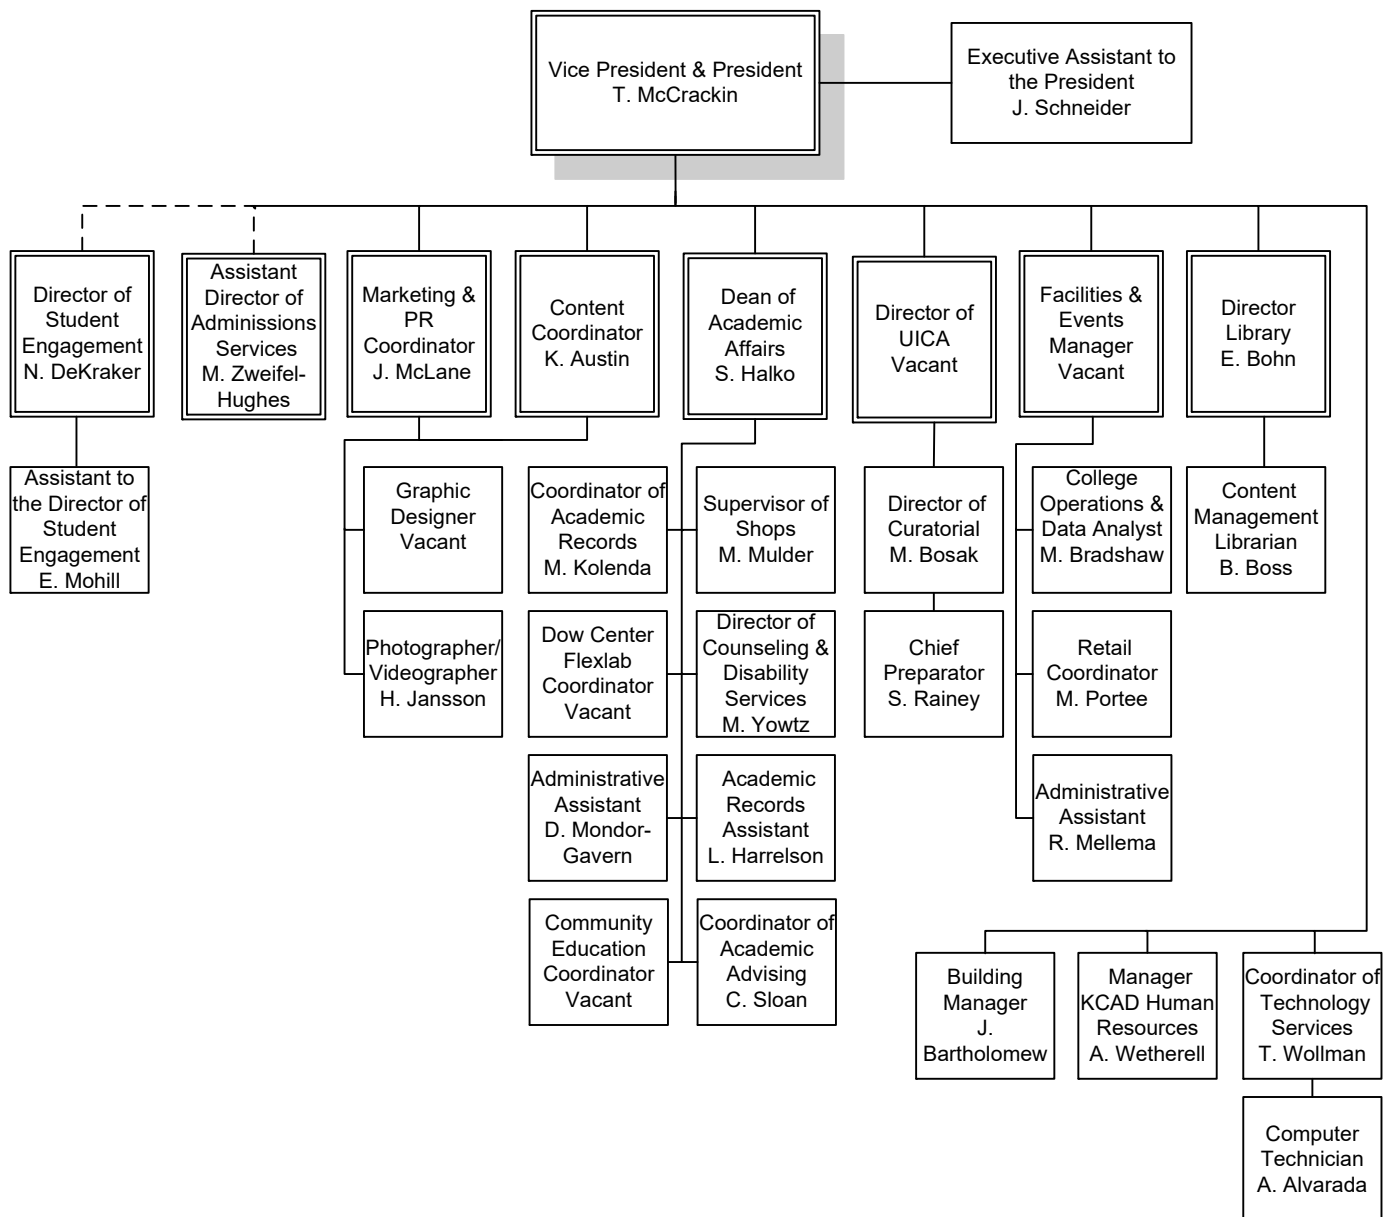 Vice President & President
T. McCrackin
Executive Assistant to
the President
J. Schneider
Director of
Student
Engagement
N. DeKraker
Assistant
Director of
Adminissions
Services
M. Zweifel-
Hughes
Marketing &
PR
Coordinator
J. McLane
Content
Coordinator
K. Austin
Dean of
Academic
Affairs
S. Halko
Director of
UICA
Vacant
Facilities &
Events
Manager
Vacant
Director
Library
E. Bohn
Assistant to
the Director of
Student
Engagement
E. Mohill
Graphic
Designer
Vacant
Coordinator of
Academic
Records
M. Kolenda
Supervisor of
Shops
M. Mulder
Director of
Curatorial
M. Bosak
College
Operations &
Data Analyst
M. Bradshaw
Content
Management
Librarian
B. Boss
Photographer/
Videographer
H. Jansson
Dow Center
Flexlab
Coordinator
Vacant
Director of
Counseling &
Disability
Services
M. Yowtz
Chief
Preparator
S. Rainey
Retail
Coordinator
M. Portee
Administrative
Assistant
D. Mondor-
Gavern
Academic
Records
Assistant
L. Harrelson
Administrative
Assistant
R. Mellema
Community
Education
Coordinator
Vacant
Coordinator of
Academic
Advising
C. Sloan
Building
Manager
J.
Bartholomew
Manager
KCAD Human
Resources
A. Wetherell
Coordinator of
Technology
Services
T. Wollman
Computer
Technician
A. Alvarada